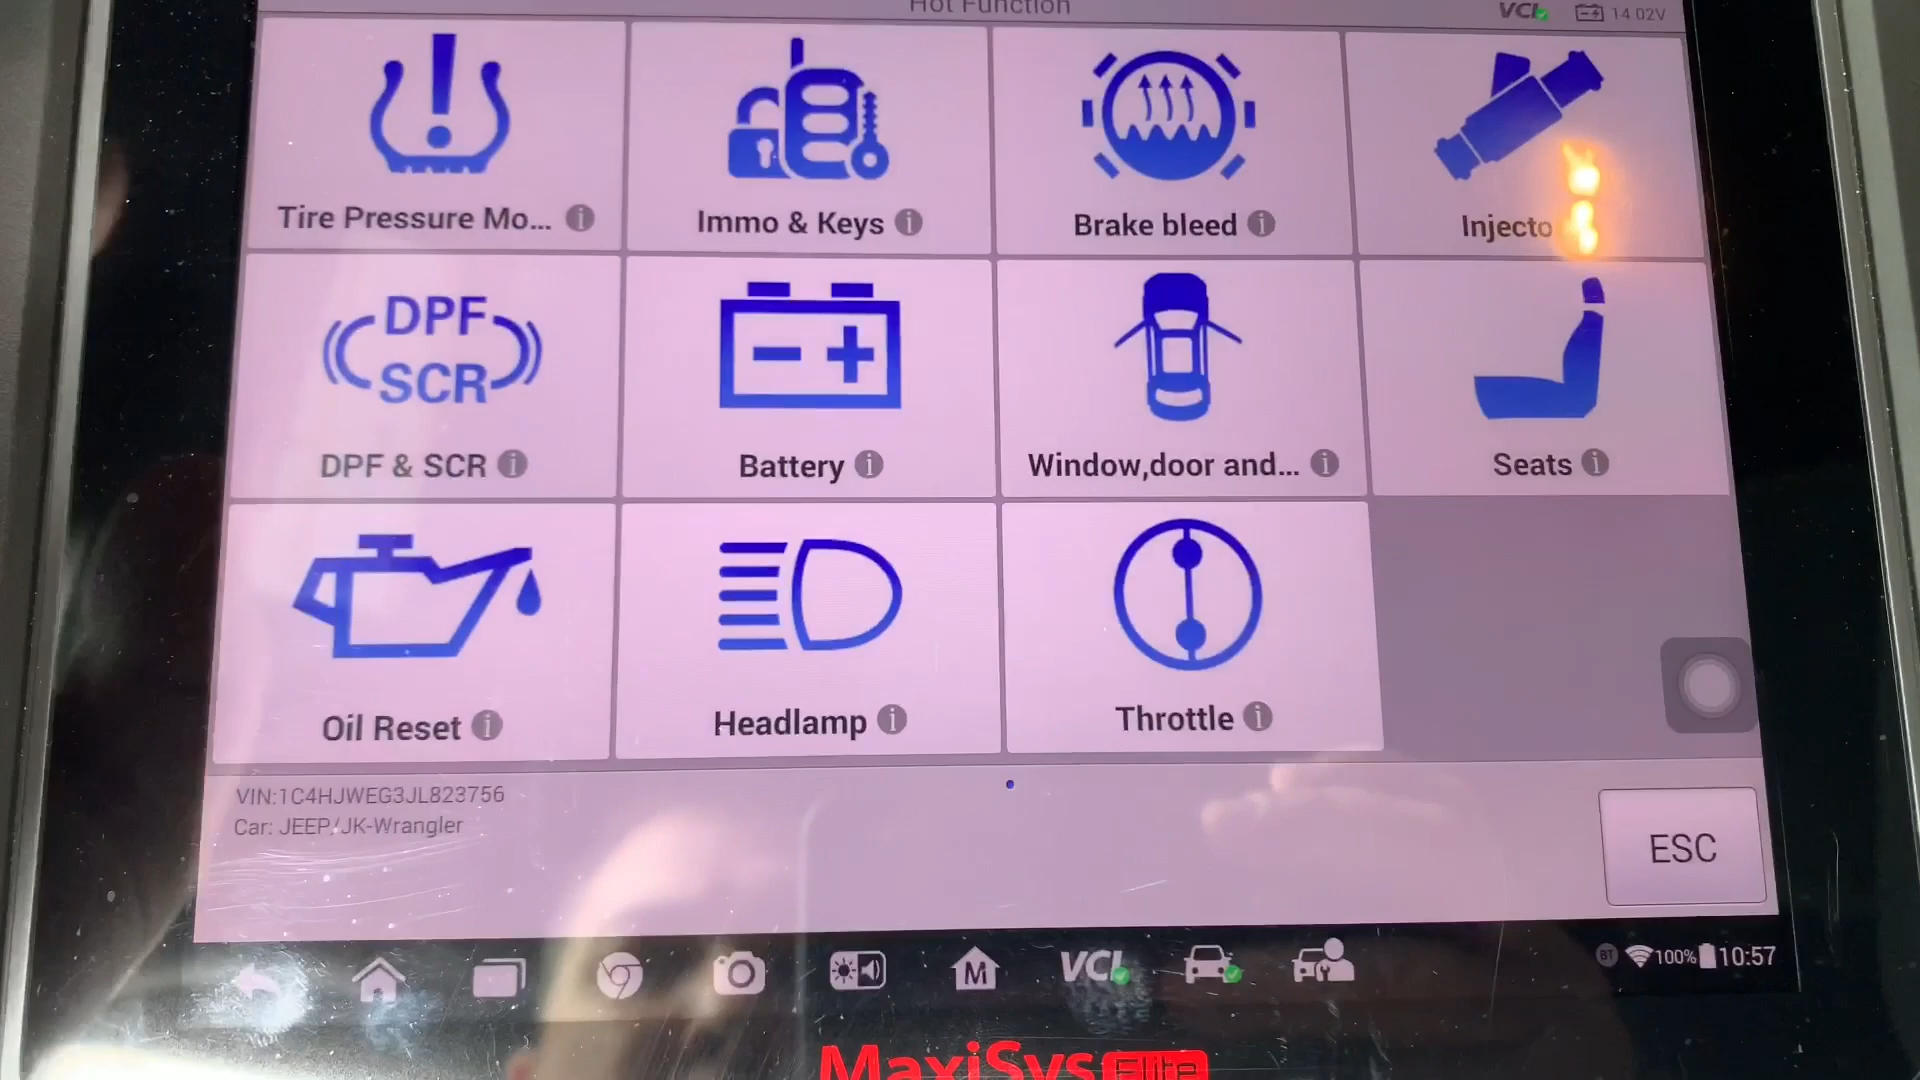 Hot Function
VCI 14.02V
Tire Pressure Mo...
Immo & Keys
Brake bleed
Injecto
DPF
SCR
DPF & SCR
Battery
Window,door and...
Seats
Oil Reset
Headlamp
Throttle
VIN:1C4HJWEG3JL823756
Car: JEEP/JK-Wrangler
ESC
M
VCI
BT 100% 10:57
MaxiSys Elite